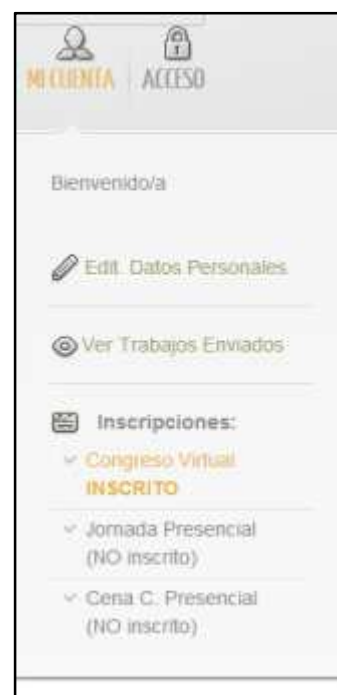 MI CUENTA ACCESO
Bienvenido/a
Edit. Datos Personales
Ver Trabajos Enviados
Inscripciones:
Congreso Virtual
INSCRITO
Jornada Presencial
(NO inscrito)
Cena C. Presencial
(NO inscrito)